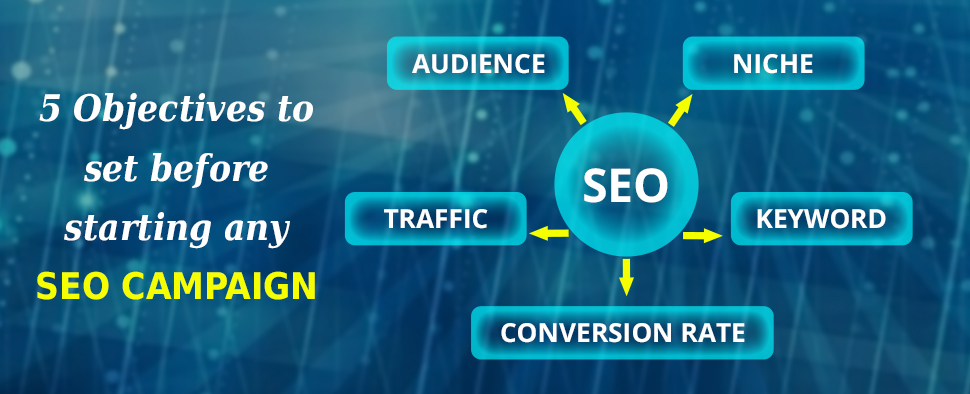 5 Objectives to
set before
starting any
SEO CAMPAIGN
AUDIENCE
NICHE
SEO
TRAFFIC
KEYWORD
CONVERSION RATE